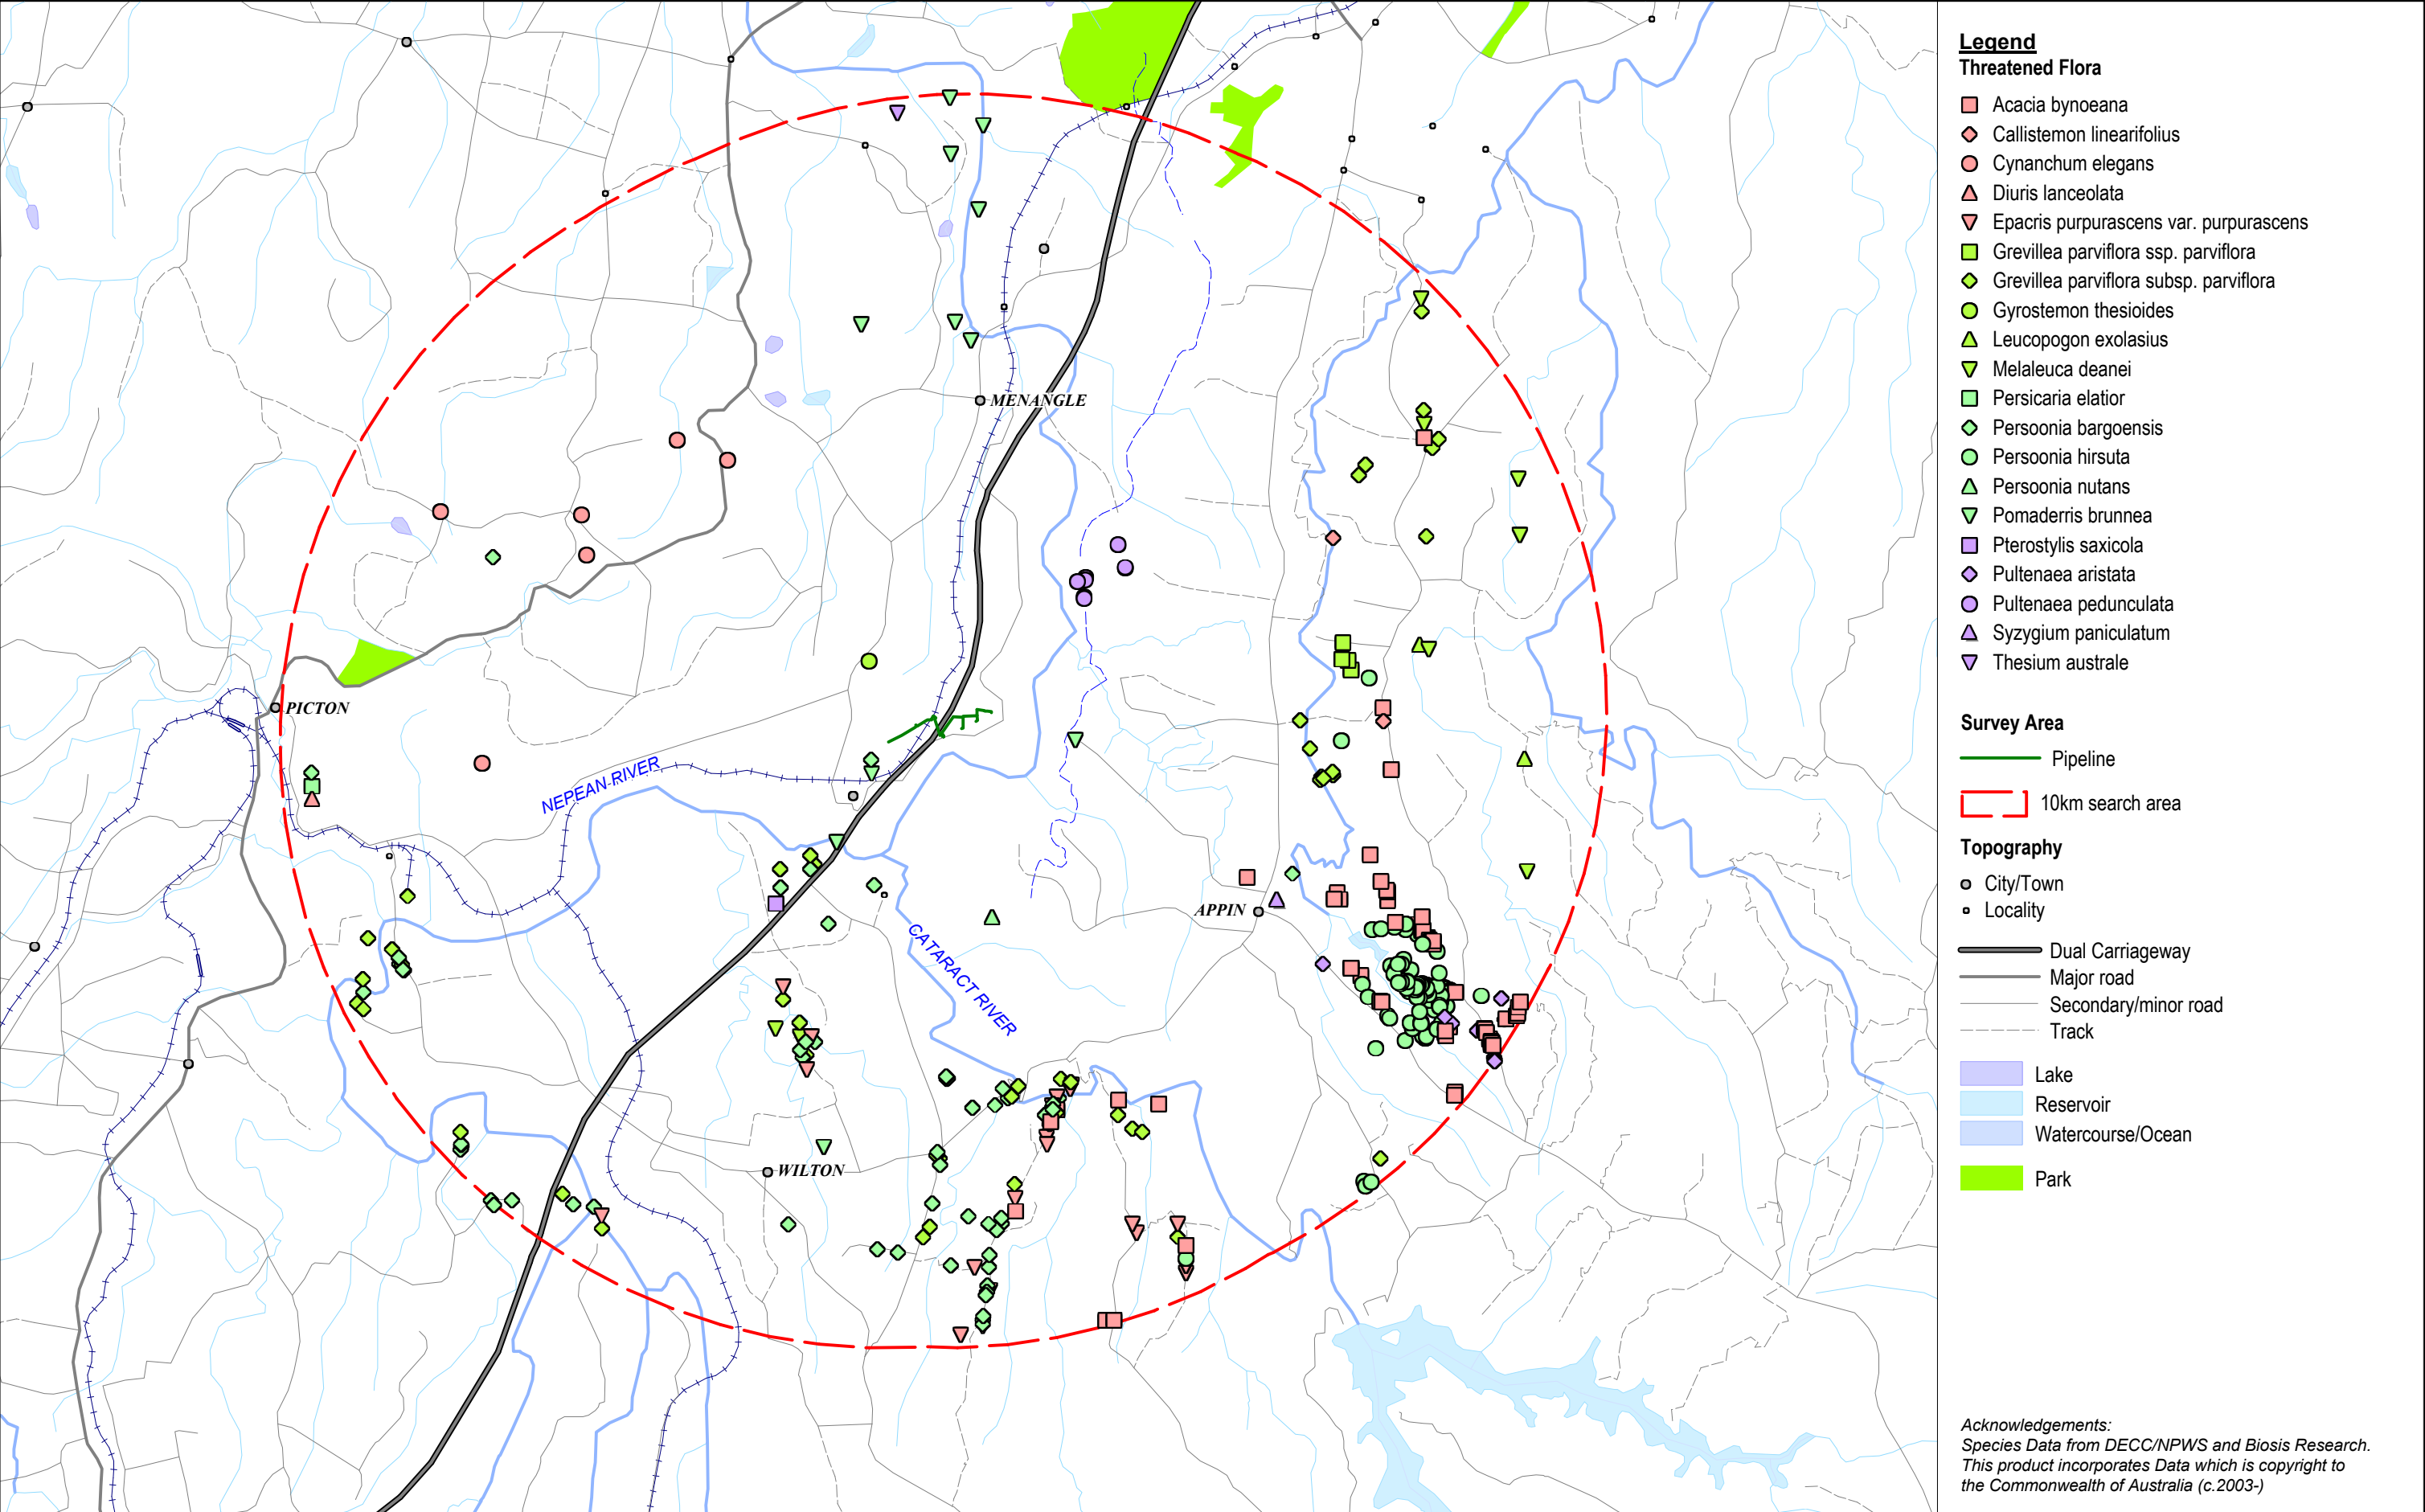 MENANGLE
PICTON
NEPEAN RIVER
APPIN
CATARACT RIVER
WILTON
Legend
Threatened Flora
Acacia bynoeana
Callistemon linearifolius
Cynanchum elegans
Diuris lanceolata
Epacris purpurascens var. purpurascens
Grevillea parviflora ssp. parviflora
Grevillea parviflora subsp. parviflora
Gyrostemon thesioides
Leucopogon exolasius
Melaleuca deanei
Persicaria elatior
Persoonia bargoensis
Persoonia hirsuta
Persoonia nutans
Pomaderris brunnea
Pterostylis saxicola
Pultenaea aristata
Pultenaea pedunculata
Syzygium paniculatum
Thesium australe
Survey Area
Pipeline
10km search area
Topography
City/Town
Locality
Dual Carriageway
Major road
Secondary/minor road
Track
Lake
Reservoir
Watercourse/Ocean
Park
Acknowledgements:
Species Data from DECC/NPWS and Biosis Research.
This product incorporates Data which is copyright to
the Commonwealth of Australia (c.2003-)